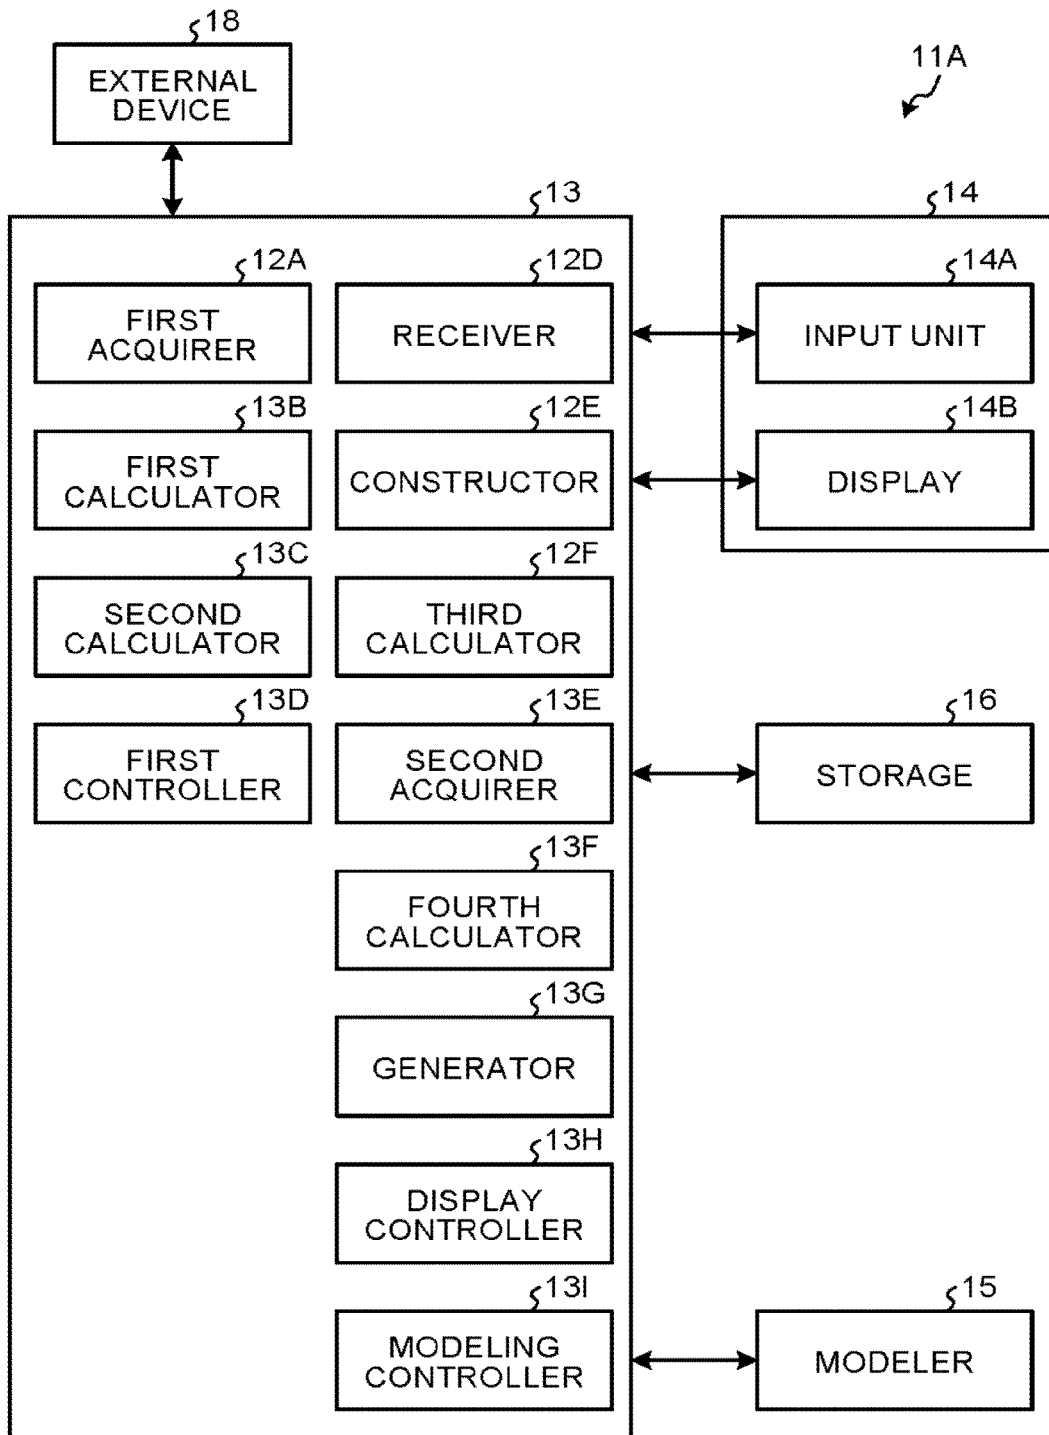 18
EXTERNAL
DEVICE
11A
13
14
12A
FIRST
ACQUIRER
12D
RECEIVER
14A
INPUT UNIT
13B
FIRST
CALCULATOR
12E
CONSTRUCTOR
14B
DISPLAY
13C
SECOND
CALCULATOR
12F
THIRD
CALCULATOR
13D
FIRST
CONTROLLER
13E
SECOND
ACQUIRER
16
STORAGE
13F
FOURTH
CALCULATOR
13G
GENERATOR
13H
DISPLAY
CONTROLLER
13I
MODELING
CONTROLLER
15
MODELER